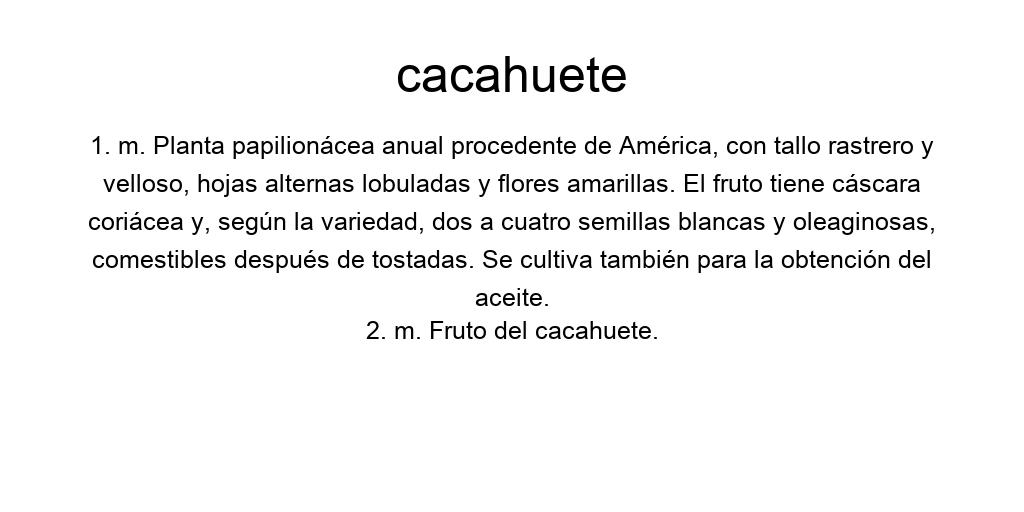 cacahuete
1. m. Planta papilionácea anual procedente de América, con tallo rastrero y
velloso, hojas alternas lobuladas y flores amarillas. El fruto tiene cáscara
coriácea y, según la variedad, dos a cuatro semillas blancas y oleaginosas,
comestibles después de tostadas. Se cultiva también para la obtención del
aceite.
2. m. Fruto del cacahuete.